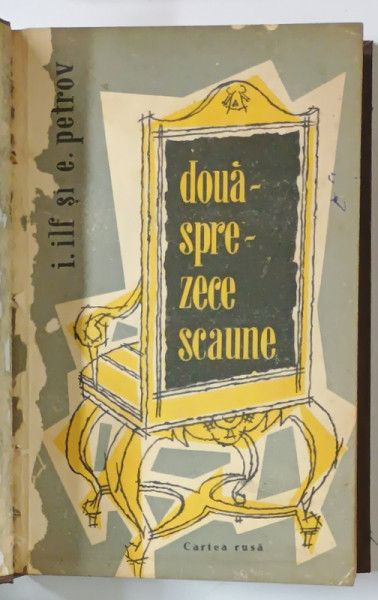 i. ilf și e. petrov
două-
spre-
zece
scaune
Cartea rusă